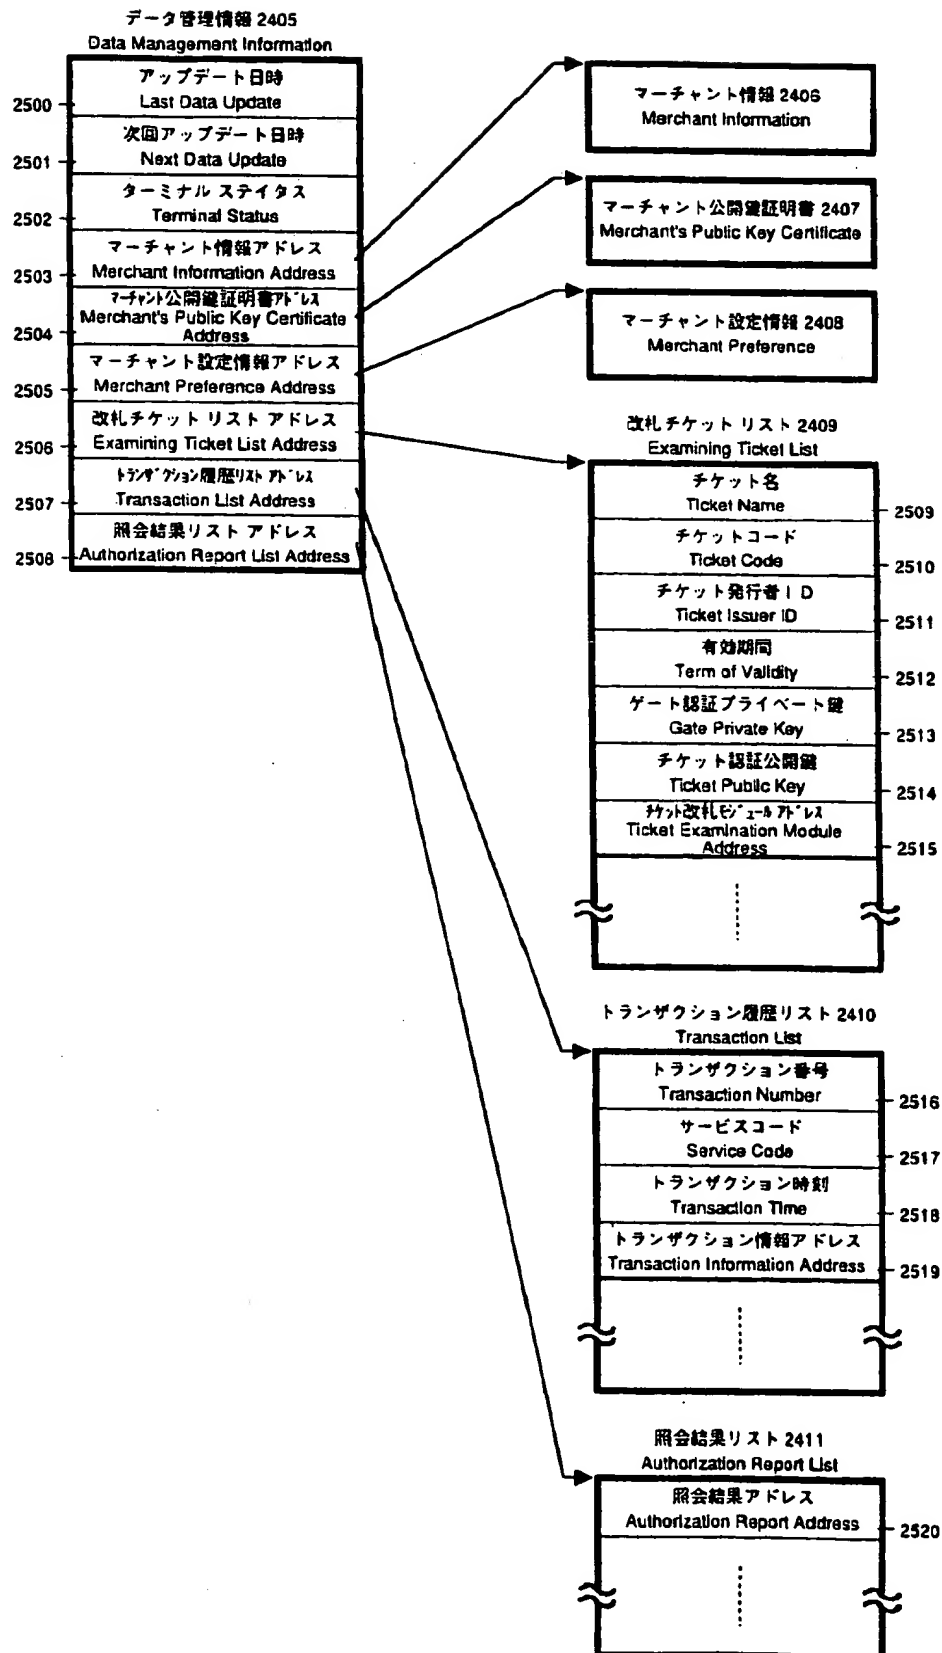 データ管理情報 2405
Data Management Information
アップデート日時
Last Data Update
2500
次回アップデート日時
Next Data Update
2501
ターミナル ステイタス
Terminal Status
2502
マーチャント情報アドレス
Merchant Information Address
2503
マーチャント公開鍵証明書アドレス
Merchant's Public Key Certificate
Address
2504
マーチャント設定情報アドレス
Merchant Preference Address
2505
改札チケット リスト アドレス
Examining Ticket List Address
2506
トランザクション履歴リスト アドレス
Transaction List Address
2507
照会結果リスト アドレス
Authorization Report List Address
2508
マーチャント情報 2406
Merchant Information
マーチャント公開鍵証明書 2407
Merchant's Public Key Certificate
マーチャント設定情報 2408
Merchant Preference
改札チケット リスト 2409
Examining Ticket List
チケット名
Ticket Name
2509
チケットコード
Ticket Code
2510
チケット発行者ID
Ticket Issuer ID
2511
有効期間
Term of Validity
2512
ゲート認証プライベート鍵
Gate Private Key
2513
チケット認証公開鍵
Ticket Public Key
2514
チケット改札モジュール アドレス
Ticket Examination Module
Address
2515
トランザクション履歴リスト 2410
Transaction List
トランザクション番号
Transaction Number
2516
サービスコード
Service Code
2517
トランザクション時刻
Transaction Time
2518
トランザクション情報アドレス
Transaction Information Address
2519
照会結果リスト 2411
Authorization Report List
照会結果アドレス
Authorization Report Address
2520